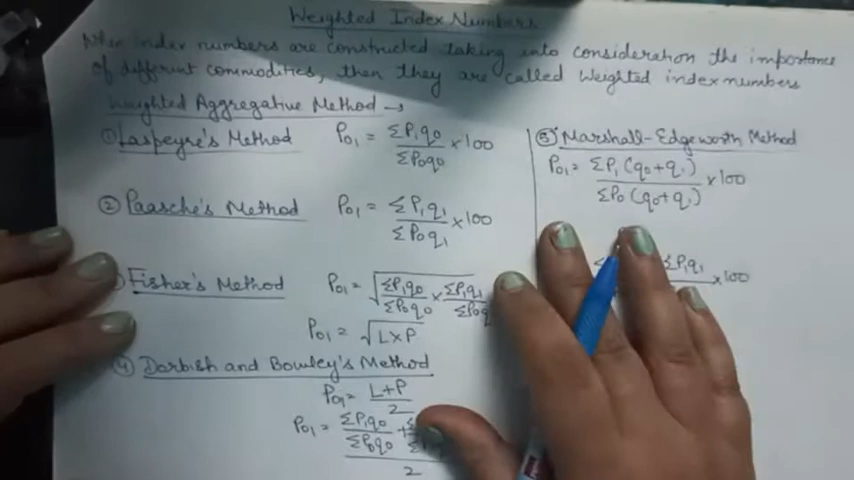 Weighted Index Numbers
When index numbers are constructed taking into consideration the importance
of different commodities, then they are called Weighted index numbers
Weighted Aggregative Method →
① Laspeyre's Method P₀₁ = ΣP₁q₀ / ΣP₀q₀ × 100
② Paasche's Method P₀₁ = ΣP₁q₁ / ΣP₀q₁ × 100
Fisher's Method P₀₁ = √ ΣP₁q₀ / ΣP₀q₀ × ΣP₁q₁ / ΣP₀q
P₀₁ = √ L×P
④ Dorbish and Bowley's Method
P₀₁ = L+P / 2
P₀₁ = ΣP₁q₀ / ΣP₀q₀ + / 2
⑤ Marshall-Edgeworth Method
P₀₁ = ΣP₁ (q₀+q₁) / ΣP₀ (q₀+q₁) × 100
ΣP₁q₁ × 100